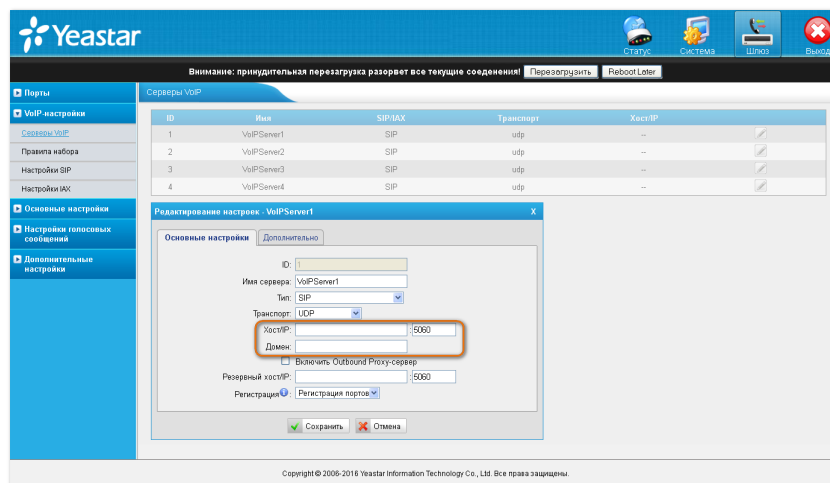 Yeastar
Статус
Система
Шлюз
Выход
Внимание: принудительная перезагрузка разорвет все текущие соеденения!
Перезагрузить
Reboot Later
Порты
VoIP-настройки
Серверы VoIP
Правила набора
Настройки SIP
Настройки IAX
Основные настройки
Настройки голосовых
сообщений
Дополнительные
настройки
Серверы VoIP
ID Имя SIP/IAX Транспорт Хост/IP
1 VoIPServer1 SIP udp --
2 VoIPServer2 SIP udp --
3 VoIPServer3 SIP udp --
4 VoIPServer4 SIP udp --
Редактирование настроек - VoIPServer1 X
Основные настройки Дополнительно
ID: 1
Имя сервера: VoIPServer1
Тип: SIP
Транспорт: UDP
Хост/IP: :5060
Домен:
Включить Outbound Proxy-сервер
Резервный хост/IP: :5060
Регистрация : Регистрация портов
Сохранить Отмена
Copyright © 2006-2016 Yeastar Information Technology Co., Ltd. Все права защищены.